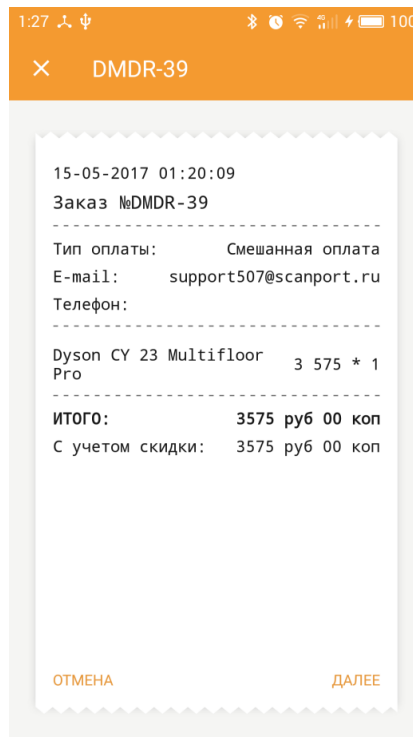 1:27 4G 100
× DMDR-39
15-05-2017 01:20:09
Заказ №DMDR-39
Тип оплаты: Смешанная оплата
E-mail: support507@scanport.ru
Телефон:
Dyson CY 23 Multifloor
Pro 3 575 * 1
ИТОГО: 3575 руб 00 коп
С учетом скидки: 3575 руб 00 коп
ОТМЕНА ДАЛЕЕ